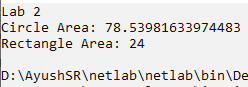 Lab 2
Circle Area: 78.53981633974483
Rectangle Area: 24
D:\AyushSR\netlab\netlab\bin\De